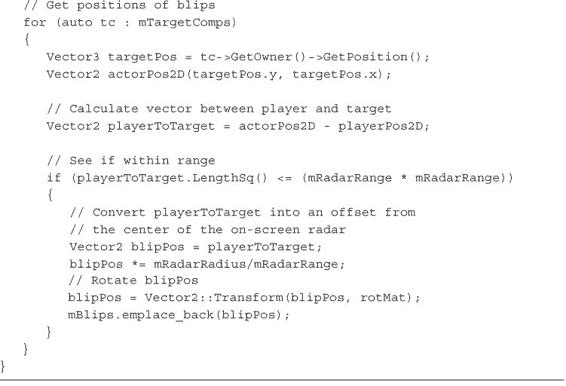 // Get positions of blips
for (auto tc : mTargetComps)
{
Vector3 targetPos = tc->GetOwner()->GetPosition();
Vector2 actorPos2D(targetPos.y, targetPos.x);
// Calculate vector between player and target
Vector2 playerToTarget = actorPos2D - playerPos2D;
// See if within range
if (playerToTarget.LengthSq() <= (mRadarRange * mRadarRange))
{
// Convert playerToTarget into an offset from
// the center of the on-screen radar
Vector2 blipPos = playerToTarget;
blipPos *= mRadarRadius/mRadarRange;
// Rotate blipPos
blipPos = Vector2::Transform(blipPos, rotMat);
mBlips.emplace_back(blipPos);
}
}
}